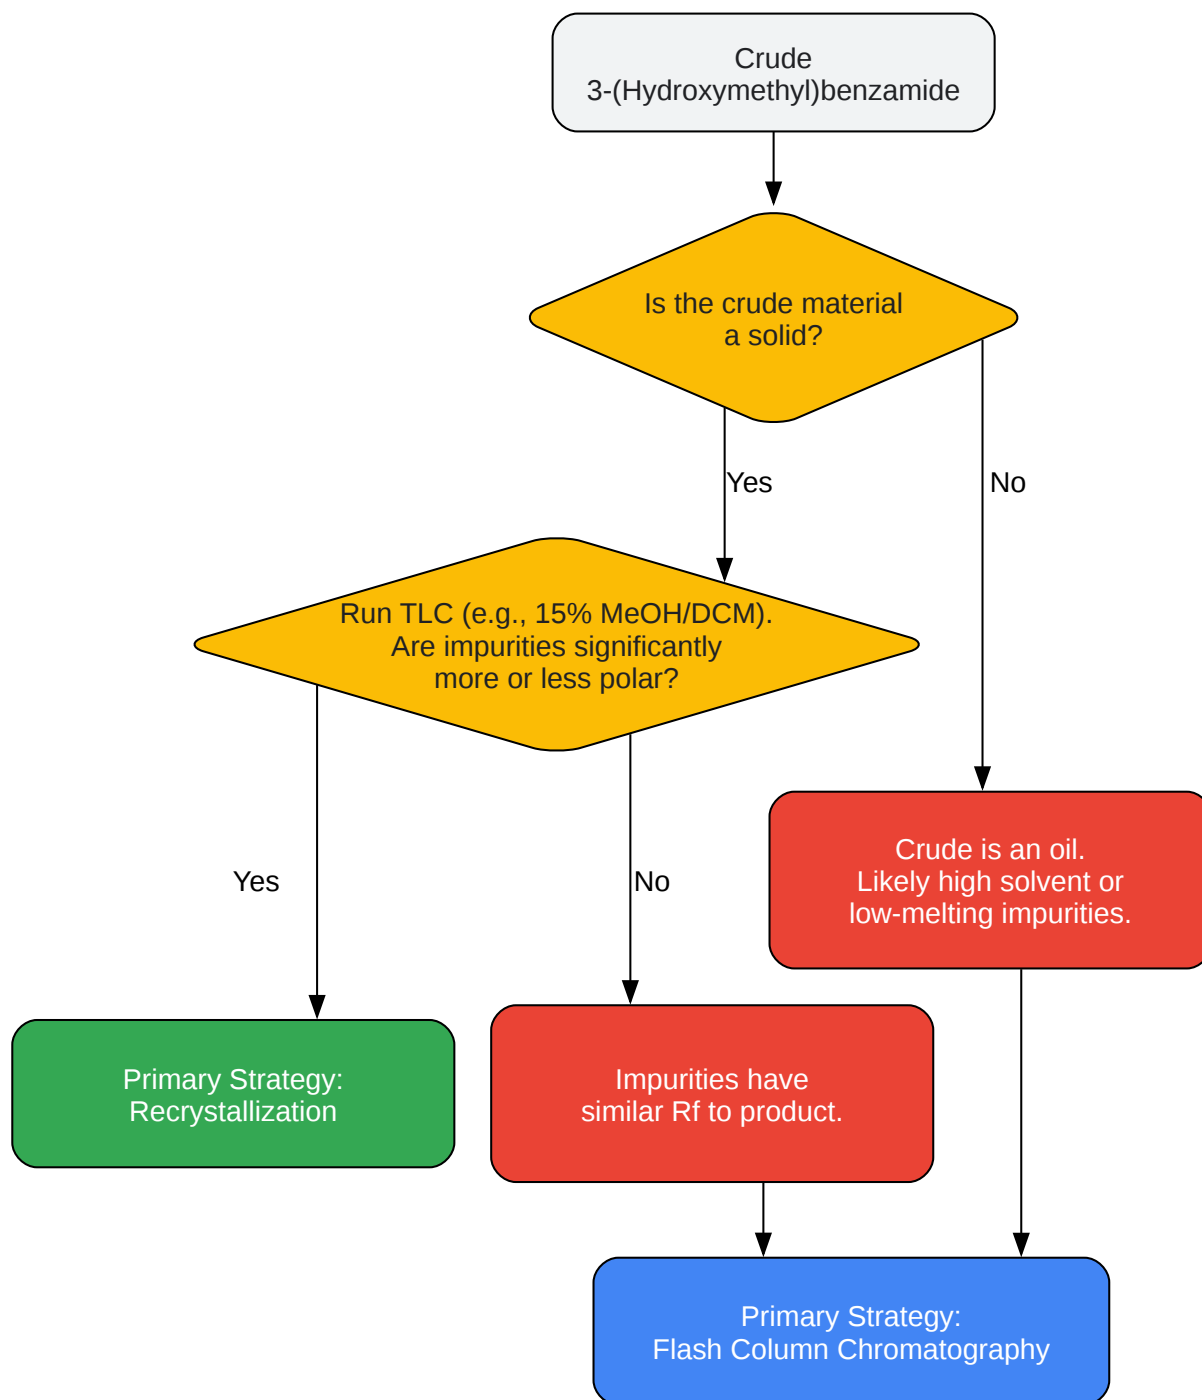 Crude
3-(Hydroxymethyl)benzamide
Is the crude material
a solid?
Yes
No
Run TLC (e.g., 15% MeOH/DCM).
Are impurities significantly
more or less polar?
Yes
No
Crude is an oil.
Likely high solvent or
low-melting impurities.
Primary Strategy:
Recrystallization
Impurities have
similar Rf to product.
Primary Strategy:
Flash Column Chromatography